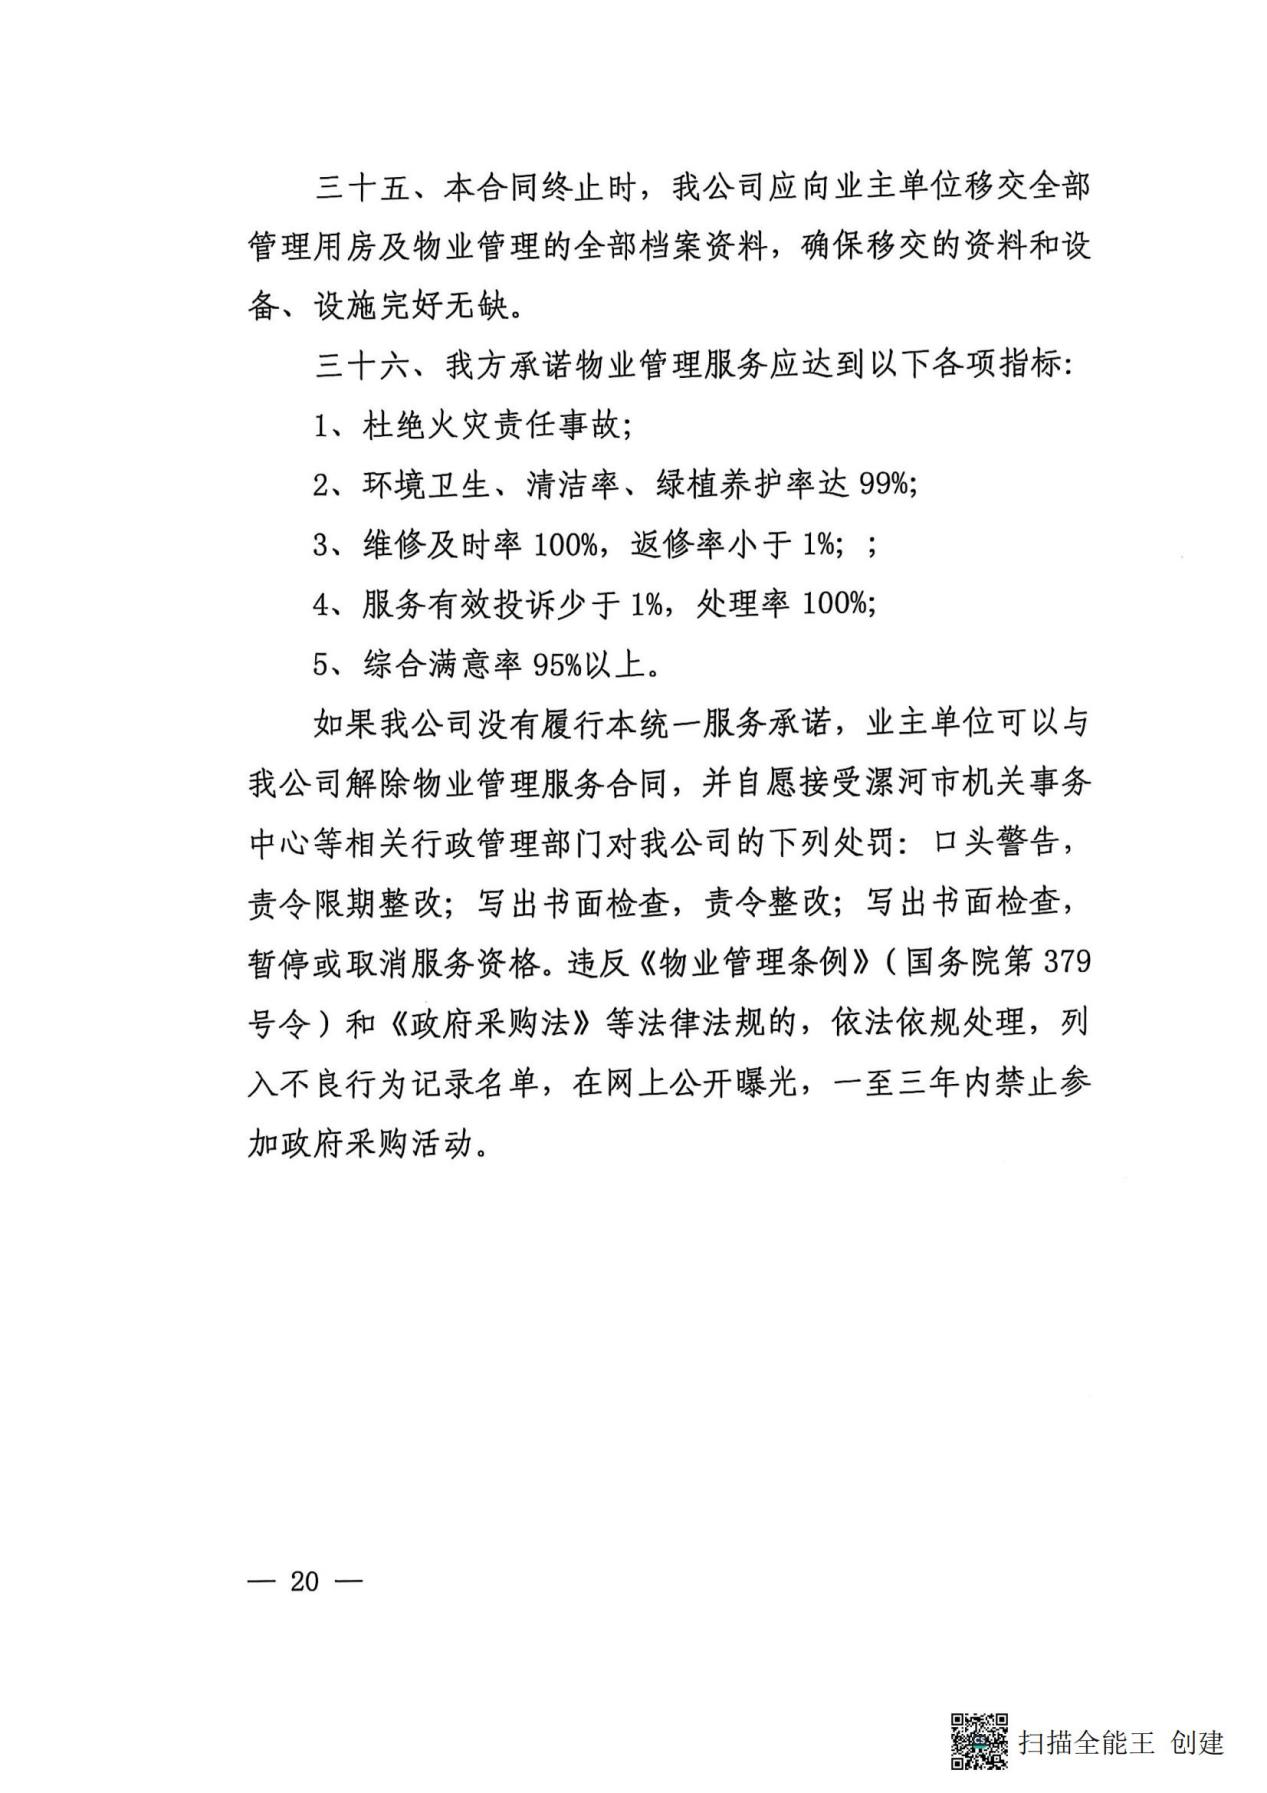 三十五、本合同终止时，我公司应向业主单位移交全部
管理用房及物业管理的全部档案资料，确保移交的资料和设
备、设施完好无缺。
三十六、我方承诺物业管理服务应达到以下各项指标：
1、杜绝火灾责任事故；
2、环境卫生、清洁率、绿植养护率达 99%；
3、维修及时率 100%，返修率小于 1%；；
4、服务有效投诉少于 1%，处理率 100%；
5、综合满意率 95%以上。
如果我公司没有履行本统一服务承诺，业主单位可以与
我公司解除物业管理服务合同，并自愿接受漯河市机关事务
中心等相关行政管理部门对我公司的下列处罚：口头警告，
责令限期整改；写出书面检查，责令整改；写出书面检查，
暂停或取消服务资格。违反《物业管理条例》（国务院第 379
号令）和《政府采购法》等法律法规的，依法依规处理，列
入不良行为记录名单，在网上公开曝光，一至三年内禁止参
加政府采购活动。
— 20 —
扫描全能王 创建